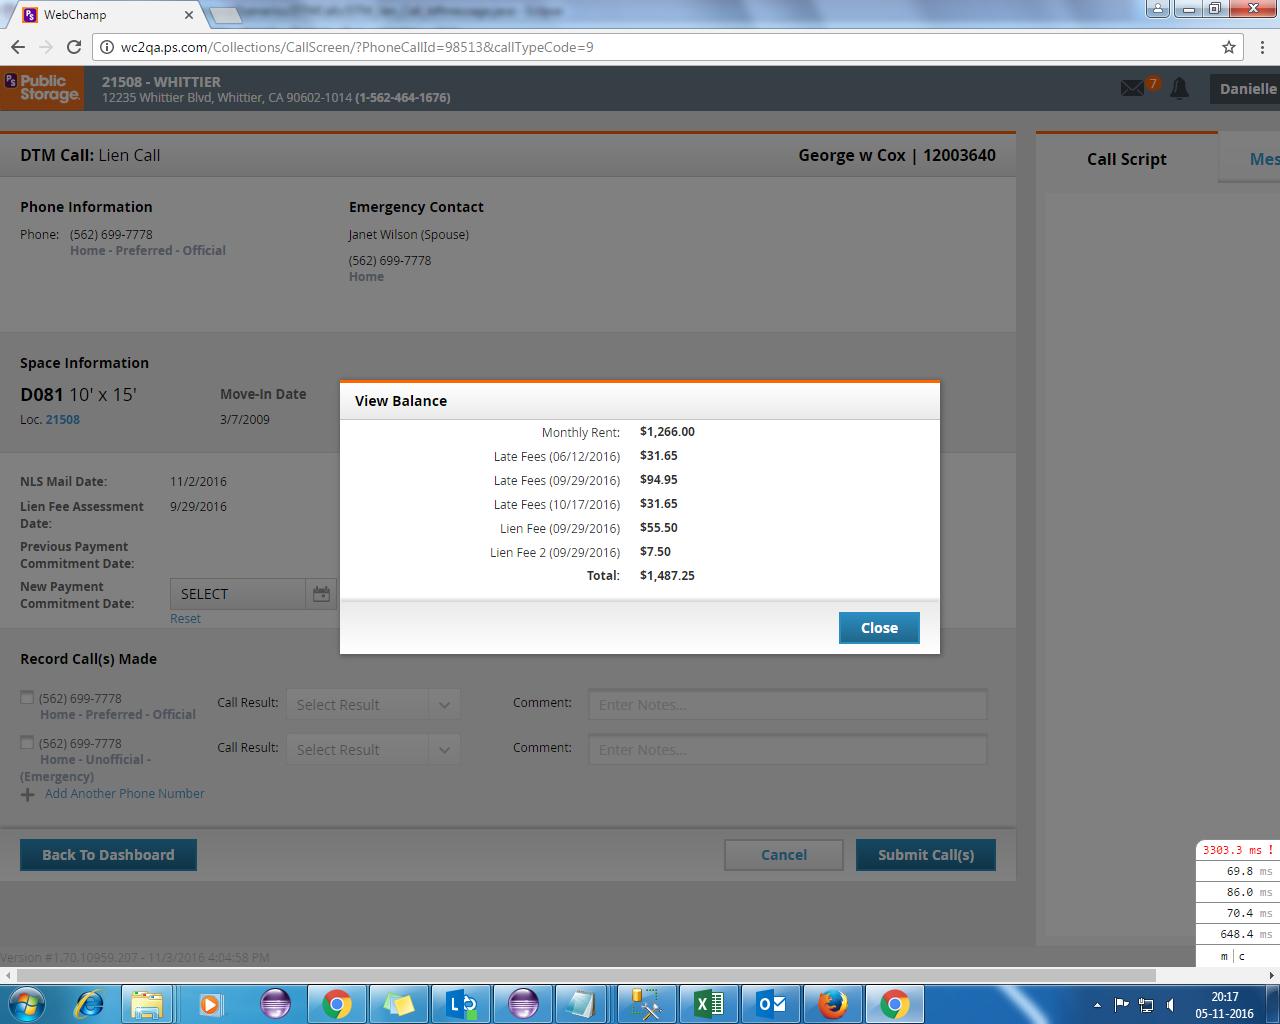 WebChamp
wc2qa.ps.com/Collections/CallScreen/?PhoneCallId=98513&callTypeCode=9
Public
Storage.
PS
21508 - WHITTIER
12235 Whittier Blvd, Whittier, CA 90602-1014 (1-562-464-1676)
7
Danielle
DTM Call: Lien Call
George w Cox | 12003640
Call Script
Mes
Phone Information
Emergency Contact
Phone: (562) 699-7778
Home - Preferred - Official
Janet Wilson (Spouse)
(562) 699-7778
Home
Space Information
D081 10' x 15'
Move-In Date
Loc. 21508
3/7/2009
View Balance
Monthly Rent: $1,266.00
Late Fees (06/12/2016) $31.65
Late Fees (09/29/2016) $94.95
Late Fees (10/17/2016) $31.65
Lien Fee (09/29/2016) $55.50
Lien Fee 2 (09/29/2016) $7.50
Total: $1,487.25
Close
NLS Mail Date: 11/2/2016
Lien Fee Assessment 9/29/2016
Date:
Previous Payment
Commitment Date:
New Payment
Commitment Date:
SELECT
Reset
Record Call(s) Made
(562) 699-7778 Call Result: Select Result Comment: Enter Notes...
Home - Preferred - Official
(562) 699-7778 Call Result: Select Result Comment: Enter Notes...
Home - Unofficial -
(Emergency)
Add Another Phone Number
Back To Dashboard
Cancel
Submit Call(s)
3303.3 ms !
69.8 ms
86.0 ms
70.4 ms
648.4 ms
m | c
Version #1.70.10959.207 - 11/3/2016 4:04:58 PM
20:17
05-11-2016